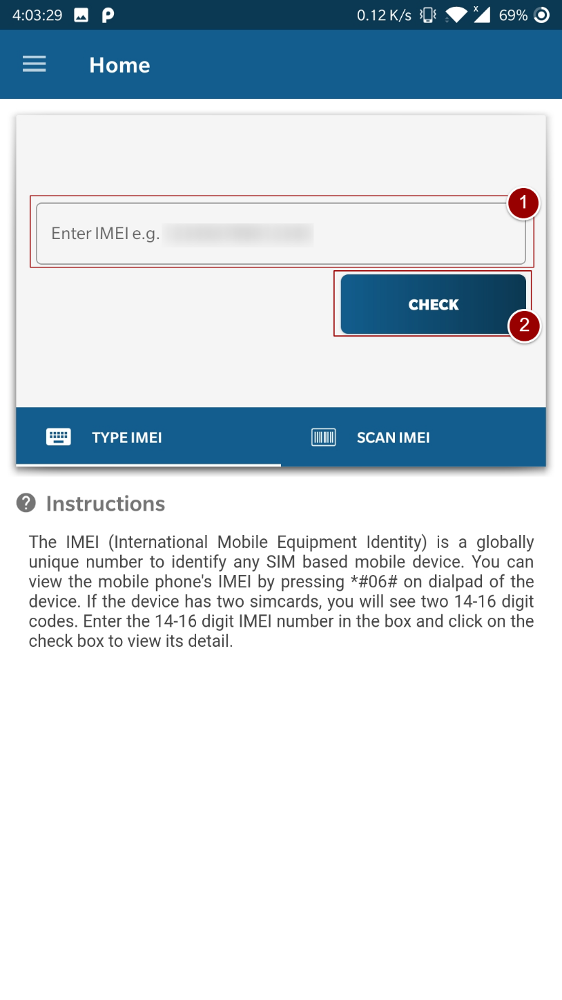 4:03:29 0.12 K/s 69%
Home
1
Enter IMEI e.g.
CHECK
2
TYPE IMEI SCAN IMEI
Instructions
The IMEI (International Mobile Equipment Identity) is a globally
unique number to identify any SIM based mobile device. You can
view the mobile phone's IMEI by pressing *#06# on dialpad of the
device. If the device has two simcards, you will see two 14-16 digit
codes. Enter the 14-16 digit IMEI number in the box and click on the
check box to view its detail.